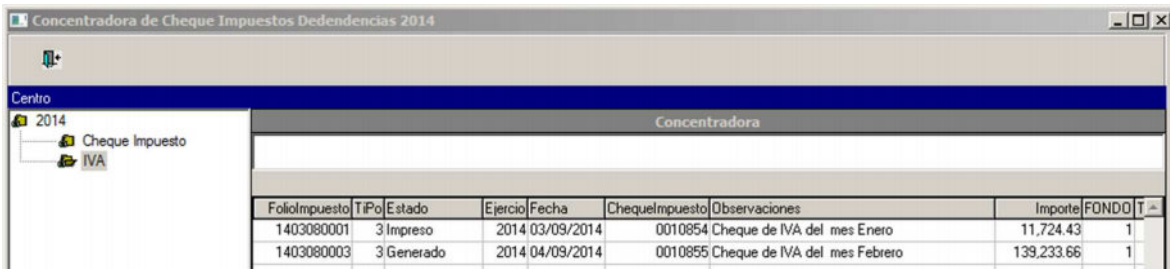 Concentradora de Cheque Impuestos Dedendencias 2014
Centro
2014
Cheque Impuesto
IVA
Concentradora
FolioImpuesto TiPo Estado Ejercio Fecha ChequeImpuesto Observaciones Importe FONDO T
1403080001 3 Impreso 2014 03/09/2014 0010854 Cheque de IVA del mes Enero 11,724.43 1
1403080003 3 Generado 2014 04/09/2014 0010855 Cheque de IVA del mes Febrero 139,233.66 1